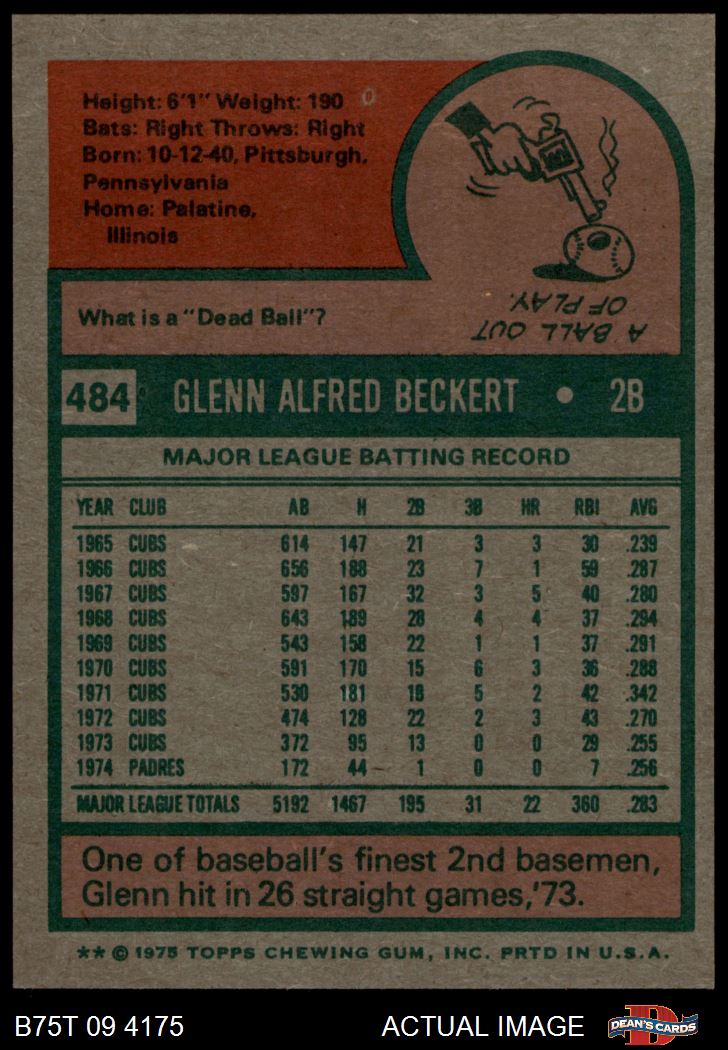 Height: 6'1" Weight: 190
Bats: Right Throws: Right
Born: 10-12-40, Pittsburgh,
Pennsylvania
Home: Palatine,
Illinois
What is a "Dead Ball"?
A BALL OUT
OF PLAY.
484 GLENN ALFRED BECKERT • 2B
MAJOR LEAGUE BATTING RECORD
YEAR CLUB AB H 2B 3B HR RBI AVG
1965 CUBS 614 147 21 3 3 30 .239
1966 CUBS 656 188 23 7 1 59 .287
1967 CUBS 597 167 32 3 5 40 .280
1968 CUBS 643 189 28 4 4 37 .294
1969 CUBS 543 158 22 1 1 37 .291
1970 CUBS 591 170 15 6 3 36 .288
1971 CUBS 530 181 18 5 2 42 .342
1972 CUBS 474 128 22 2 3 43 .270
1973 CUBS 372 95 13 0 0 29 .255
1974 PADRES 172 44 1 0 0 7 .256
MAJOR LEAGUE TOTALS 5192 1467 195 31 22 360 .283
One of baseball's finest 2nd basemen,
Glenn hit in 26 straight games,'73.
** © 1975 TOPPS CHEWING GUM, INC. PRTD IN U.S.A.
B75T 09 4175 ACTUAL IMAGE DEAN'S CARDS